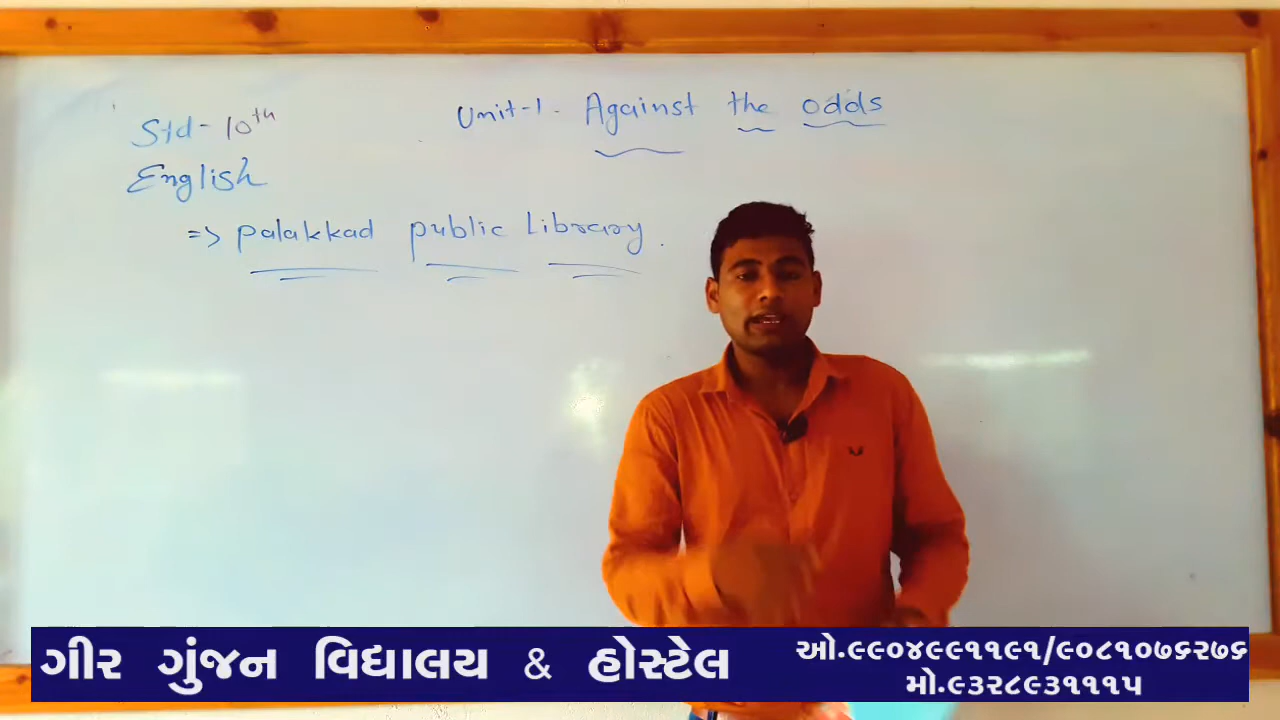 Std- 10th
Unit-1. Against the odds
English
=> palakkad public Library.
ગીર ગુંજન વિદ્યાલય & હોસ્ટેલ
ઓ.૯૯૦૪૯૯૧૧૯૧/૯૦૮૧૦૭૬૨૭૬
મો.૯૩૨૮૯૩૧૧૧૫